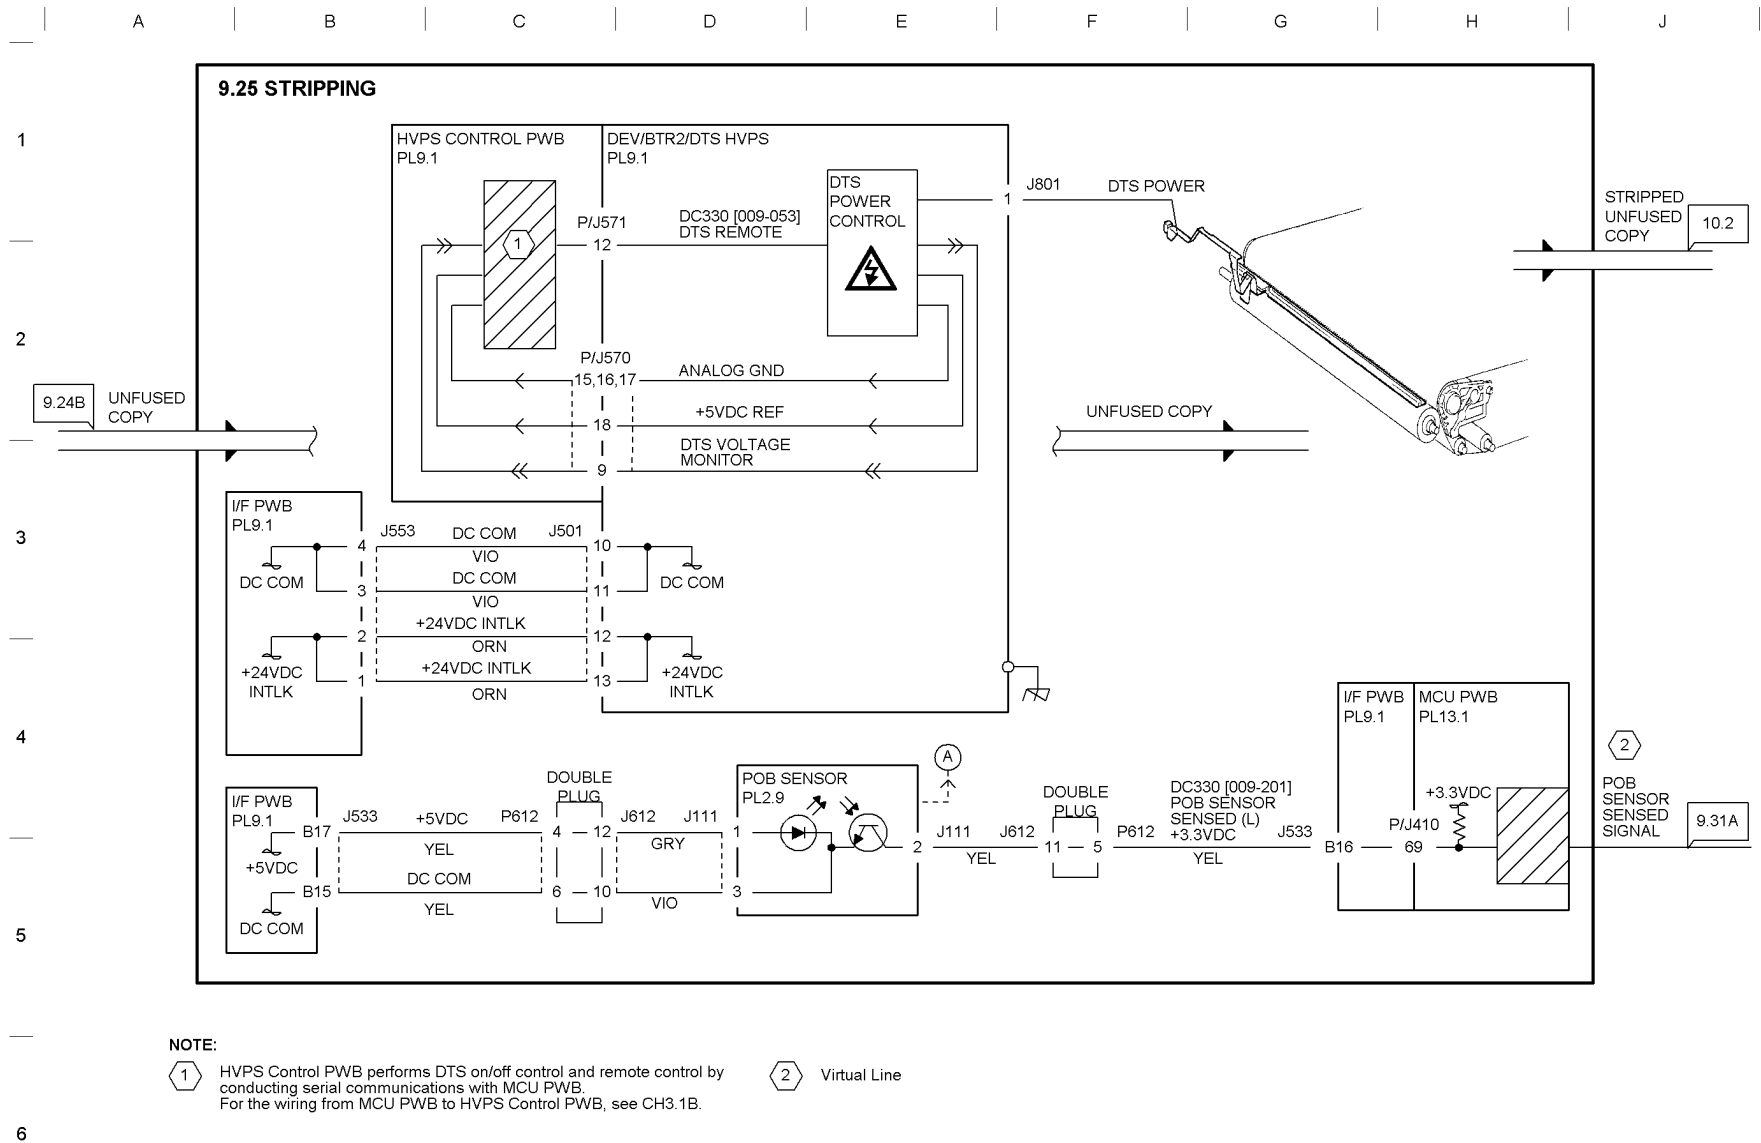 A B C D E F G H J
9.25 STRIPPING
1
HVPS CONTROL PWB
PL9.1
DEV/BTR2/DTS HVPS
PL9.1
DTS
POWER
CONTROL
1
J801
DTS POWER
STRIPPED
UNFUSED
COPY
10.2
P/J571
12
DC330 [009-053]
DTS REMOTE
1
2
P/J570
15,16,17
ANALOG GND
18
+5VDC REF
9
DTS VOLTAGE
MONITOR
9.24B
UNFUSED
COPY
UNFUSED COPY
3
I/F PWB
PL9.1
J553
J501
4
DC COM
VIO
10
DC COM
DC COM
3
DC COM
VIO
11
2
+24VDC INTLK
ORN
12
+24VDC
INTLK
+24VDC
INTLK
1
+24VDC INTLK
ORN
13
4
I/F PWB
PL9.1
MCU PWB
PL13.1
2
A
I/F PWB
PL9.1
J533
+5VDC
YEL
P612
DOUBLE
PLUG
J612
J111
B17
4
12
GRY
1
+5VDC
POB SENSOR
PL2.9
B15
DC COM
YEL
6
10
VIO
3
DC COM
2
J111
YEL
J612
DOUBLE
PLUG
11
5
P612
DC330 [009-201]
POB SENSOR
SENSED (L)
+3.3VDC
YEL
J533
B16
P/J410
69
+3.3VDC
POB
SENSOR
SENSED
SIGNAL
9.31A
5
NOTE:
1
HVPS Control PWB performs DTS on/off control and remote control by
conducting serial communications with MCU PWB.
For the wiring from MCU PWB to HVPS Control PWB, see CH3.1B.
2
Virtual Line
6